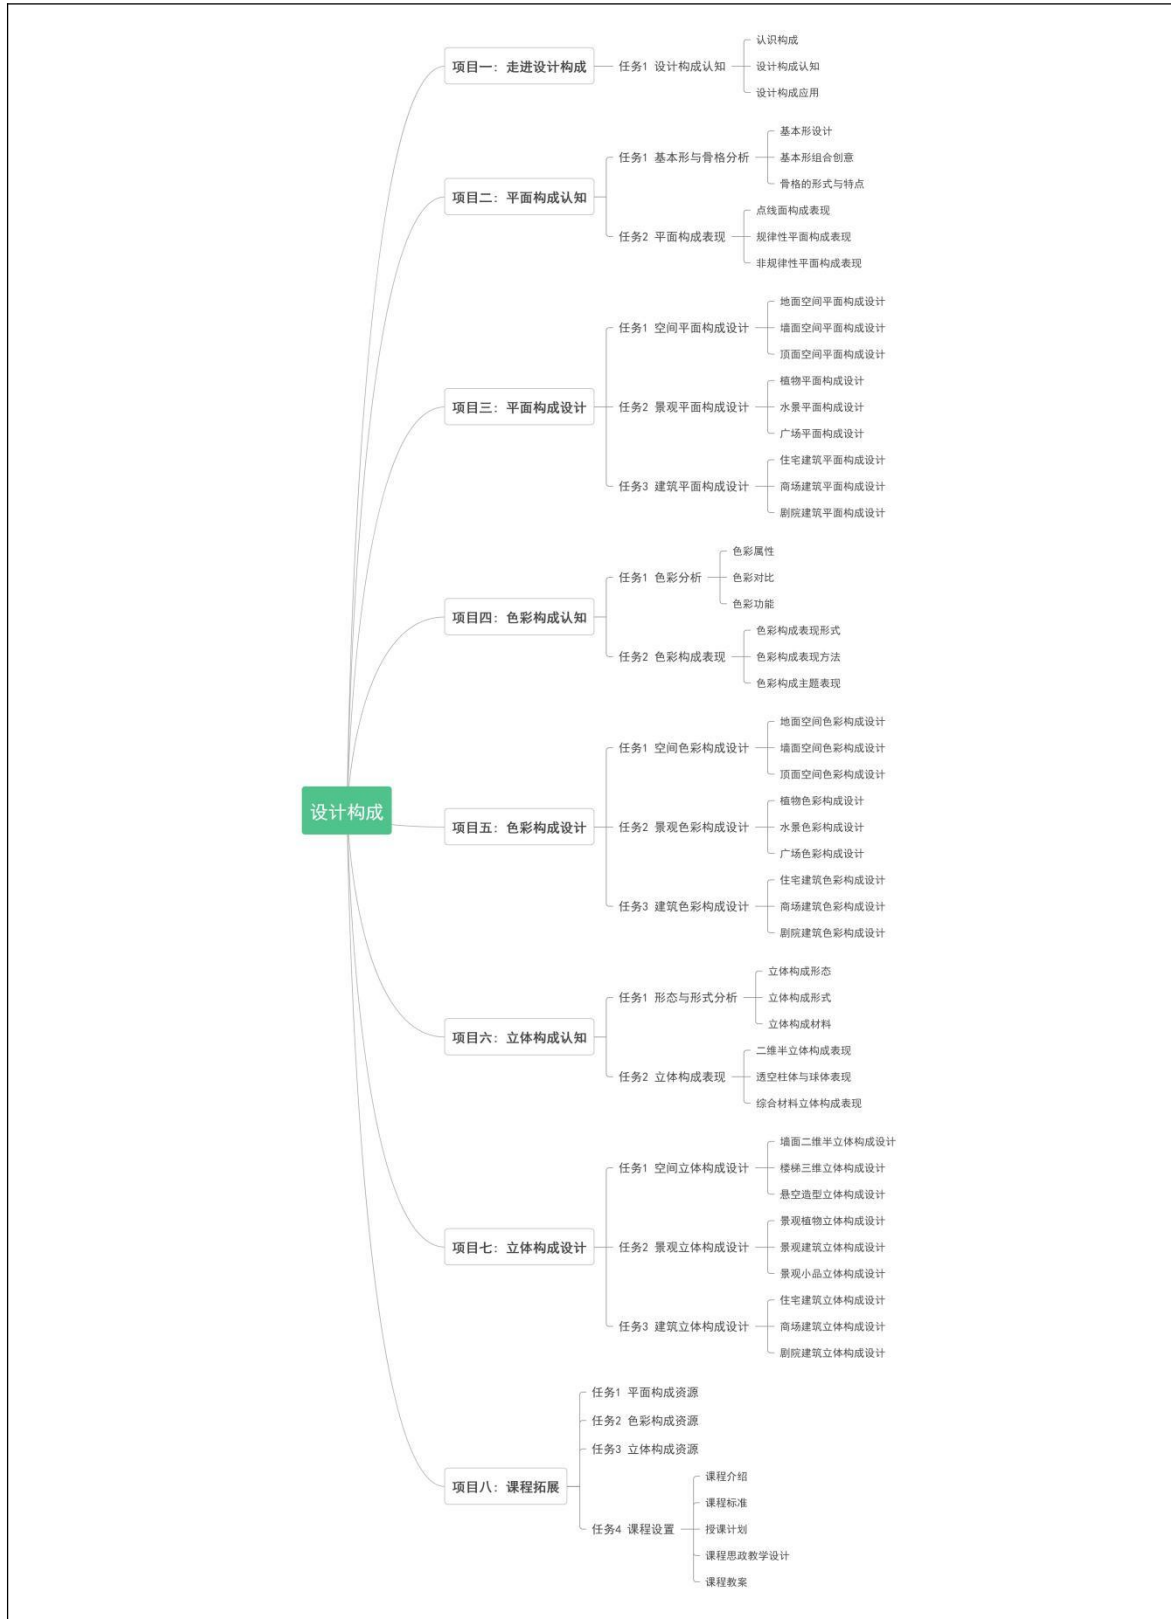 设计构成
项目一：走进设计构成
任务1 设计构成认知
认识构成
设计构成认知
设计构成应用
项目二：平面构成认知
任务1 基本形与骨格分析
基本形设计
基本形组合创意
骨格的形式与特点
任务2 平面构成表现
点线面构成表现
规律性平面构成表现
非规律性平面构成表现
项目三：平面构成设计
任务1 空间平面构成设计
地面空间平面构成设计
墙面空间平面构成设计
顶面空间平面构成设计
任务2 景观平面构成设计
植物平面构成设计
水景平面构成设计
广场平面构成设计
任务3 建筑平面构成设计
住宅建筑平面构成设计
商场建筑平面构成设计
剧院建筑平面构成设计
项目四：色彩构成认知
任务1 色彩分析
色彩属性
色彩对比
色彩功能
任务2 色彩构成表现
色彩构成表现形式
色彩构成表现方法
色彩构成主题表现
项目五：色彩构成设计
任务1 空间色彩构成设计
地面空间色彩构成设计
墙面空间色彩构成设计
顶面空间色彩构成设计
任务2 景观色彩构成设计
植物色彩构成设计
水景色彩构成设计
广场色彩构成设计
任务3 建筑色彩构成设计
住宅建筑色彩构成设计
商场建筑色彩构成设计
剧院建筑色彩构成设计
项目六：立体构成认知
任务1 形态与形式分析
立体构成形态
立体构成形式
立体构成材料
任务2 立体构成表现
二维半立体构成表现
透空柱体与球体表现
综合材料立体构成表现
项目七：立体构成设计
任务1 空间立体构成设计
墙面二维半立体构成设计
楼梯三维立体构成设计
悬空造型立体构成设计
任务2 景观立体构成设计
景观植物立体构成设计
景观建筑立体构成设计
景观小品立体构成设计
任务3 建筑立体构成设计
住宅建筑立体构成设计
商场建筑立体构成设计
剧院建筑立体构成设计
项目八：课程拓展
任务1 平面构成资源
任务2 色彩构成资源
任务3 立体构成资源
任务4 课程设置
课程介绍
课程标准
授课计划
课程思政教学设计
课程教案